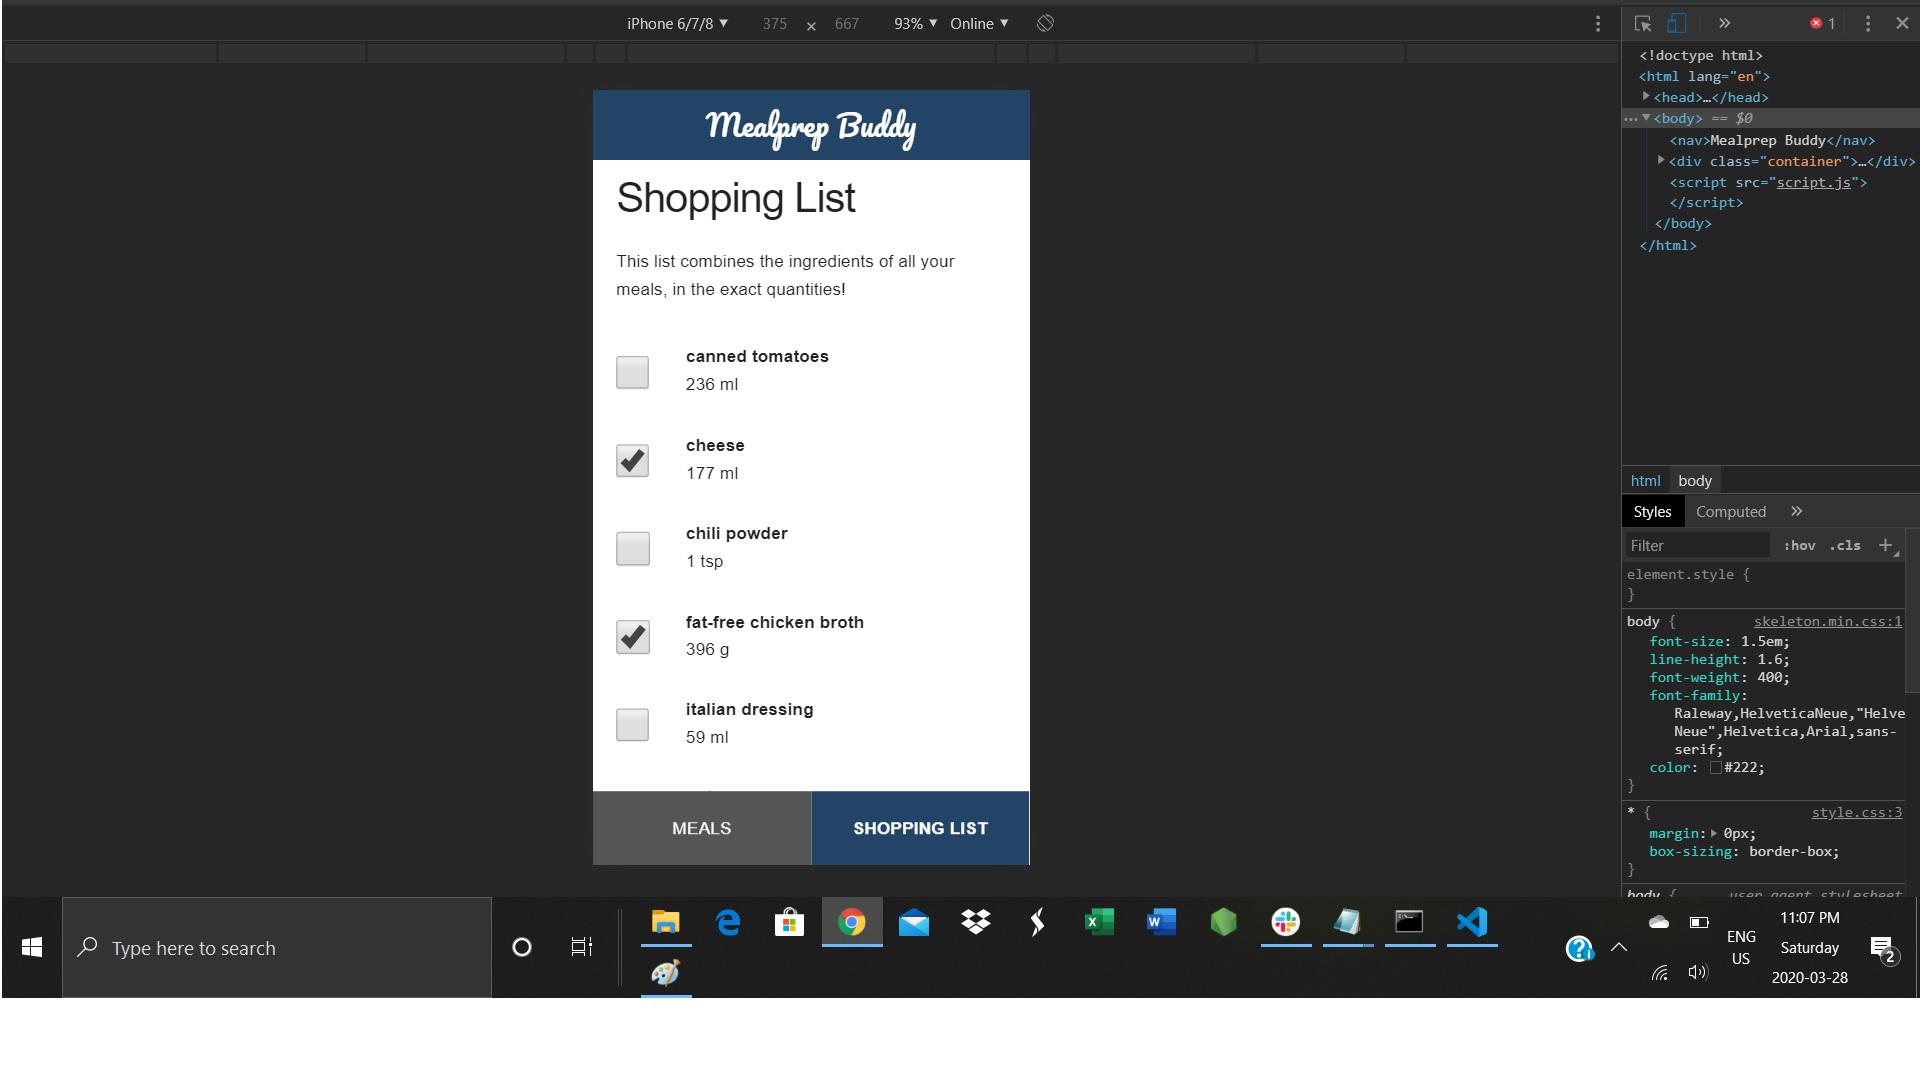 iPhone 6/7/8 ▼ 375 × 667 93% ▼ Online ▼
Mealprep Buddy
Shopping List
This list combines the ingredients of all your
meals, in the exact quantities!
canned tomatoes
236 ml
cheese
177 ml
chili powder
1 tsp
fat-free chicken broth
396 g
italian dressing
59 ml
MEALS
SHOPPING LIST
1
<!doctype html>
<html lang="en">
<head>…</head>
<body> == $0
<nav>Mealprep Buddy</nav>
<div class="container">…</div>
<script src="script.js">
</script>
</body>
</html>
html body
Styles Computed
Filter :hov .cls
element.style {
}
body { skeleton.min.css:1
font-size: 1.5em;
line-height: 1.6;
font-weight: 400;
font-family:
Raleway,HelveticaNeue,"Helve
Neue",Helvetica,Arial,sans-
serif;
color: #222;
}
* { style.css:3
margin: 0px;
box-sizing: border-box;
}
body { user agent stylesheet
Type here to search
ENG
US
11:07 PM
Saturday
2020-03-28
2